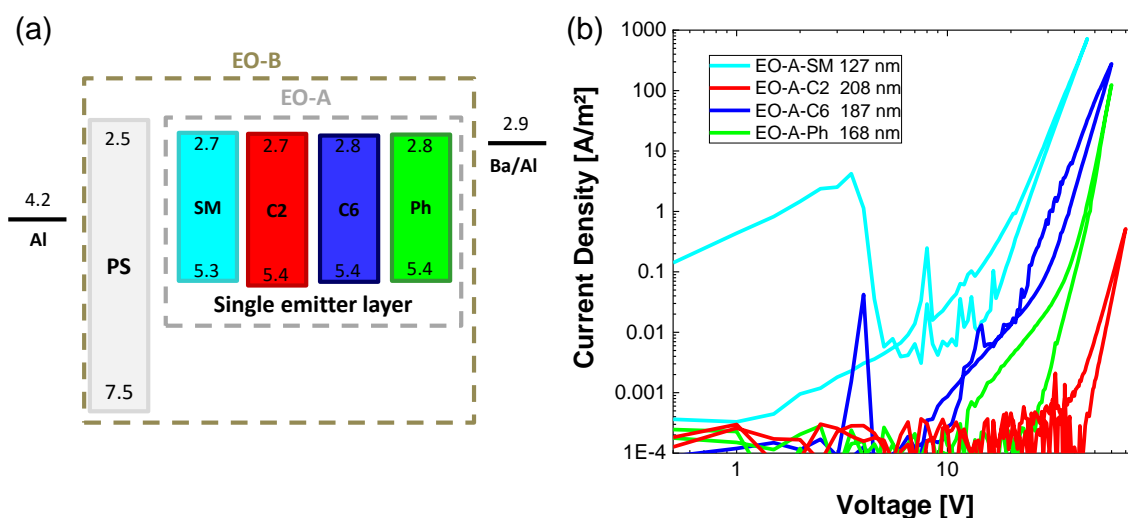 (a)
EO-B
EO-A
2.5
2.7
2.7
2.8
2.8
2.9
Ba/Al
4.2
Al
PS
SM
C2
C6
Ph
5.3
5.4
5.4
5.4
Single emitter layer
7.5
(b)
EO-A-SM 127 nm
EO-A-C2 208 nm
EO-A-C6 187 nm
EO-A-Ph 168 nm
Current Density [A/m²]
1000
100
10
1
0.1
0.01
0.001
1E-4
1
10
Voltage [V]